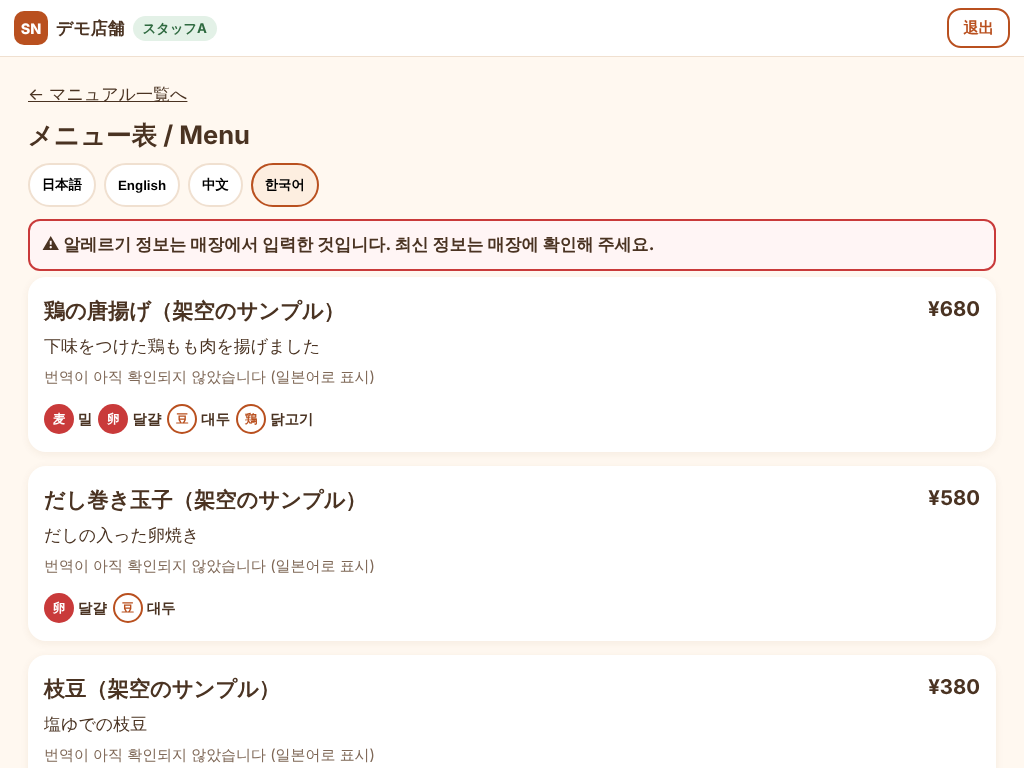 SN デモ店舗 スタッフA 退出
← マニュアル一覧へ
メニュー表 / Menu
日本語 English 中文 한국어
⚠ 알레르기 정보는 매장에서 입력한 것입니다. 최신 정보는 매장에 확인해 주세요.
鶏の唐揚げ（架空のサンプル） ¥680
下味をつけた鶏もも肉を揚げました
번역이 아직 확인되지 않았습니다 (일본어로 표시)
麦 밀 卵 달걀 豆 대두 鶏 닭고기
だし巻き玉子（架空のサンプル） ¥580
だしの入った卵焼き
번역이 아직 확인되지 않았습니다 (일본어로 표시)
卵 달걀 豆 대두
枝豆（架空のサンプル） ¥380
塩ゆでの枝豆
번역이 아직 확인되지 않았습니다 (일본어로 표시)